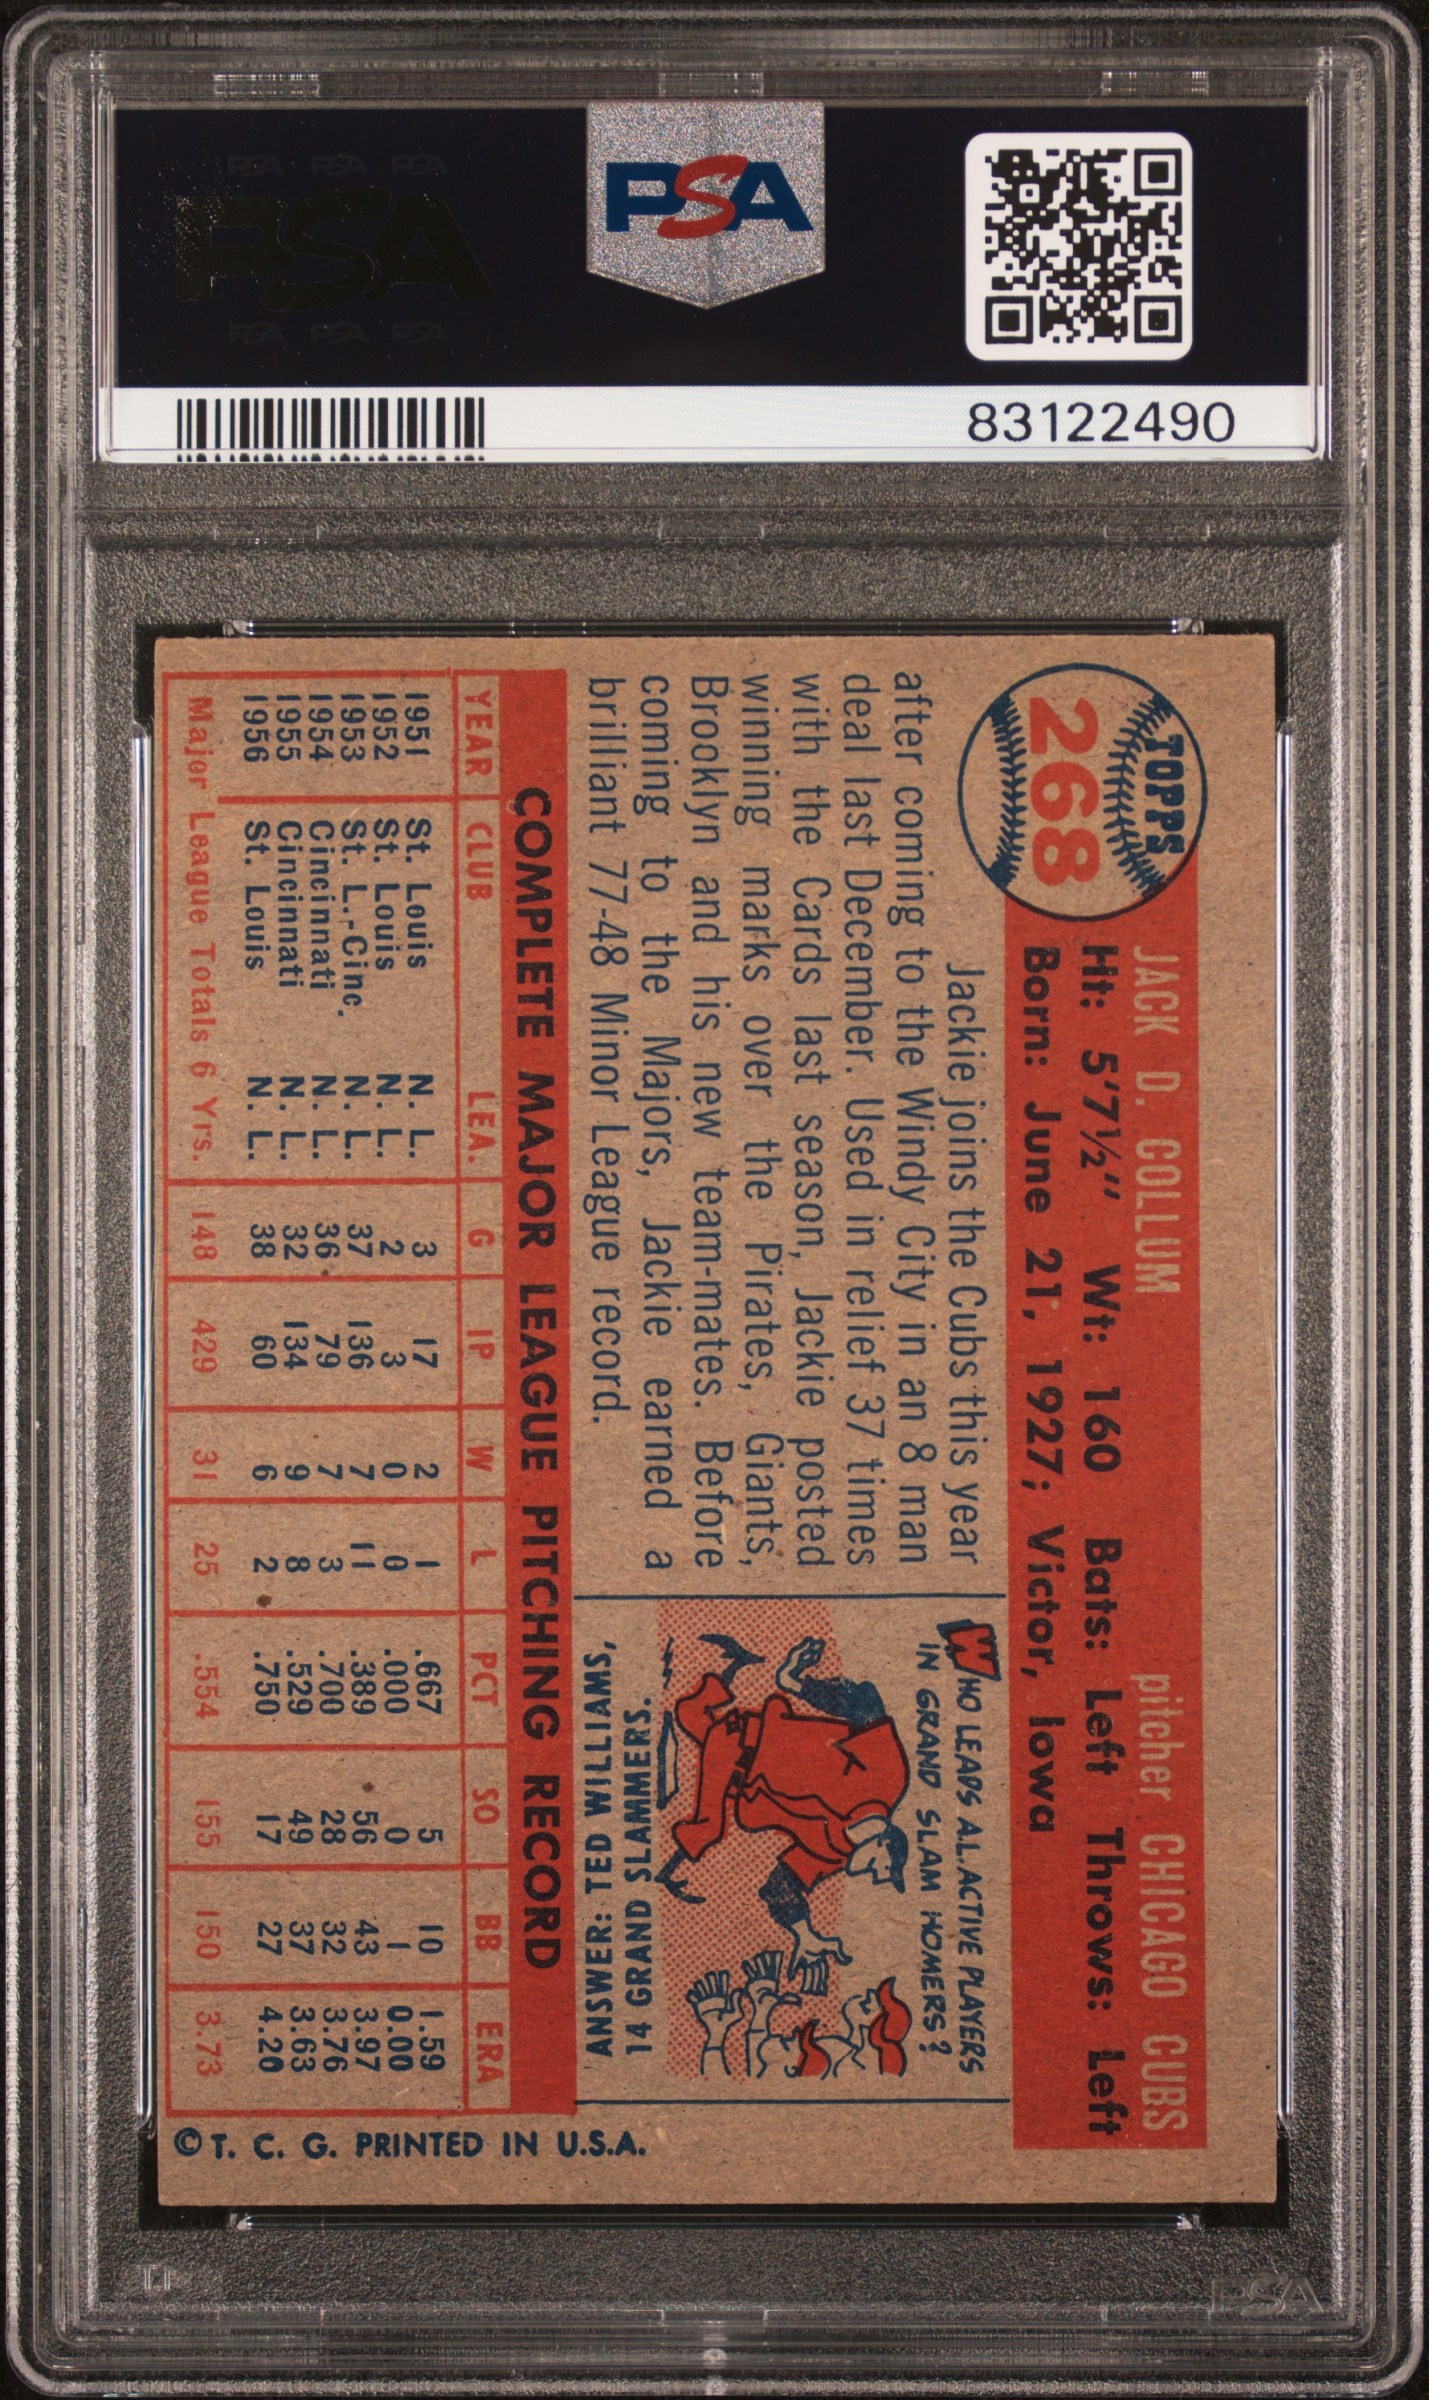 PSA PSA PSA
PSA
PSA PSA PSA
PSA
83122490
TOPPS
268
JACK D. COLLUM pitcher CHICAGO CUBS
Ht: 5'7½" Wt: 160 Bats: Left Throws: Left
Born: June 21, 1927; Victor, Iowa
Jackie joins the Cubs this year
after coming to the Windy City in an 8 man
deal last December. Used in relief 37 times
with the Cards last season, Jackie posted
winning marks over the Pirates, Giants,
Brooklyn and his new team-mates. Before
coming to the Majors, Jackie earned a
brilliant 77-48 Minor League record.
WHO LEADS A.L. ACTIVE PLAYERS
IN GRAND SLAM HOMERS?
ANSWER: TED WILLIAMS,
14 GRAND SLAMMERS.
COMPLETE MAJOR LEAGUE PITCHING RECORD
YEAR CLUB LEA. G IP W L PCT SO BB ERA
1951 St. Louis N. L. 3 17 2 1 .667 5 10 1.59
1952 St. Louis N. L. 2 3 0 0 .000 0 1 0.00
1953 St. L.-Cinc. N. L. 37 136 7 11 .389 56 43 3.97
1954 Cincinnati N. L. 36 79 7 3 .700 28 32 3.76
1955 Cincinnati N. L. 32 134 9 8 .529 49 37 3.63
1956 St. Louis N. L. 38 60 6 2 .750 17 27 4.20
Major League Totals 6 Yrs. 148 429 31 25 .554 155 150 3.73
© T. C. G. PRINTED IN U.S.A.
PSA